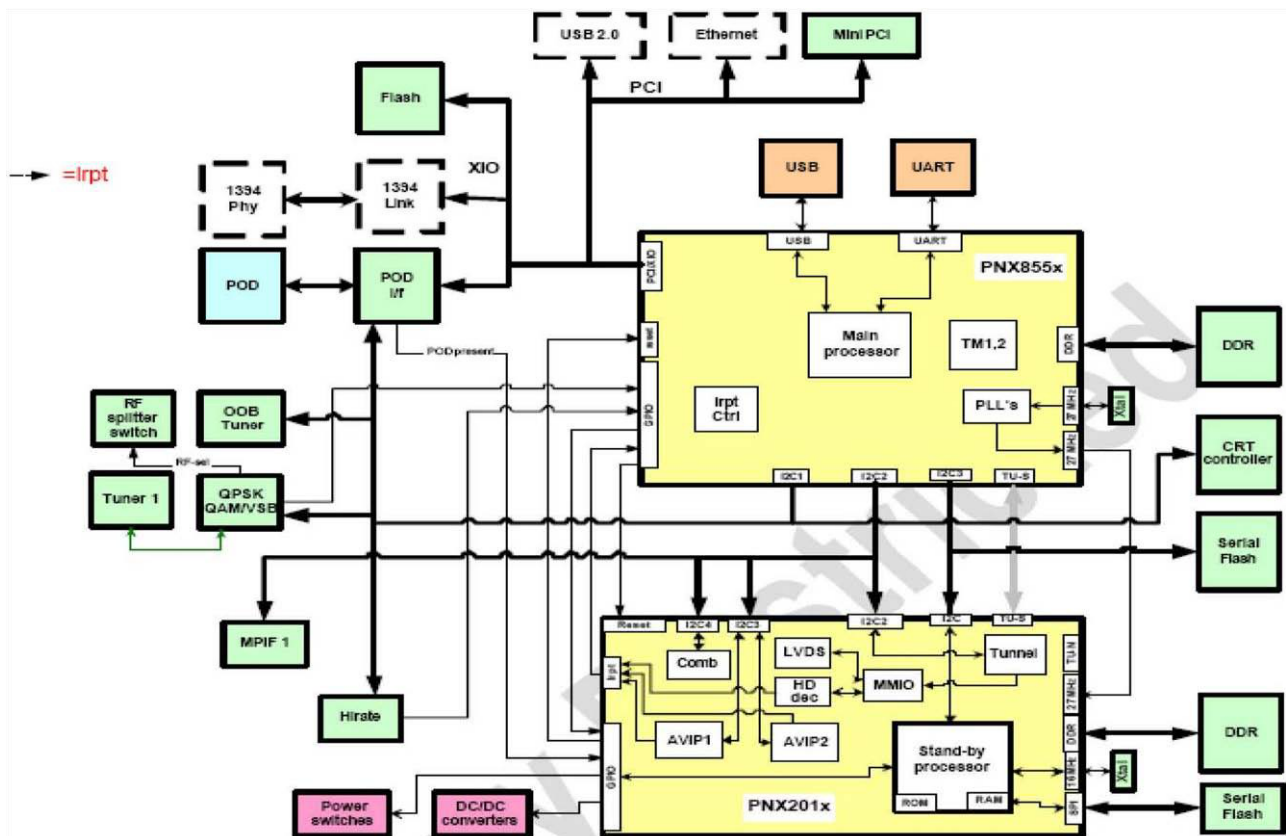 USB 2.0
Ethernet
Mini PCI
PCI
Flash
XIO
=Irpt
1394
Phy
1394
Link
USB
UART
POD
POD
I/f
PCI/XIO
USB
UART
PNX855x
Main
processor
TM1,2
DDR
DDR
reset
POD present
Irpt
Ctrl
PLL's
27 MHz
Xtal
GPIO
RF
splitter
switch
OOB
Tuner
RF-sel
Tuner 1
QPSK
QAM/VSB
27 MHz
CRT
controller
I2C1
I2C2
I2C3
TU-S
Serial
Flash
MPIF 1
Reset
I2C4
I2C3
I2C2
I2C
TU-S
Irpt
Comb
LVDS
HD
dec
MMIO
Tunnel
TUN
27MHz
Hirate
AVIP1
AVIP2
Stand-by
processor
ROM
RAM
DDR
DDR
GPIO
16MHz
Xtal
SPI
Serial
Flash
Power
switches
DC/DC
converters
PNX201x